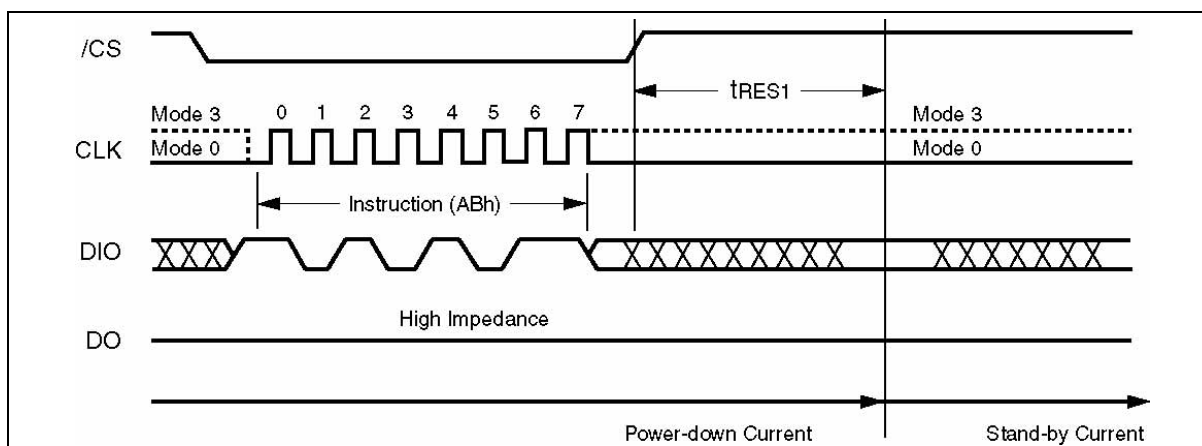 /CS
tRES1
Mode 3
0 1 2 3 4 5 6 7
Mode 3
CLK
Mode 0
Mode 0
Instruction (ABh)
DIO
High Impedance
DO
Power-down Current
Stand-by Current